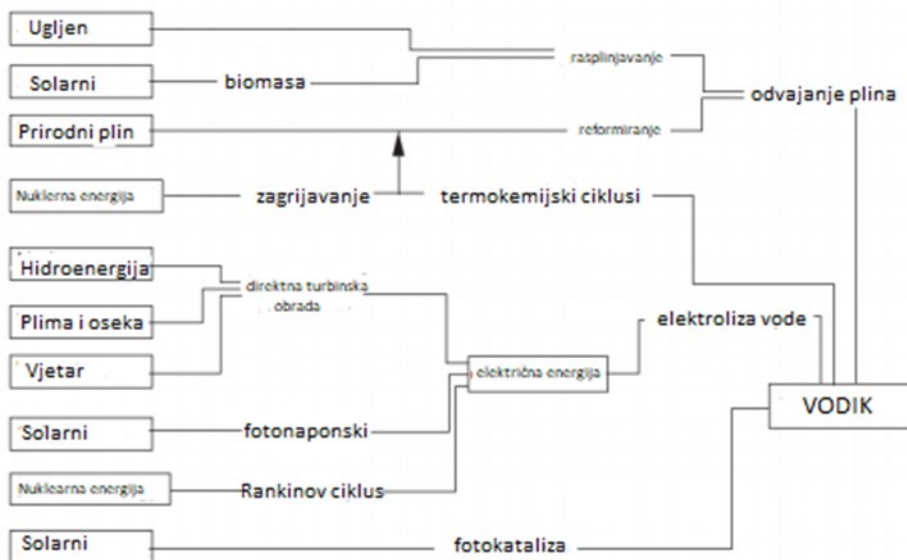 Ugljen
rasplinjavanje
Solarni
biomasa
odvajanje plina
Prirodni plin
reformiranje
Nuklerna energija
zagrijavanje
termokemijski ciklusi
Hidroenergija
direktna turbinska
obrada
Plima i oseka
elektroliza vode
Vjetar
električna energija
VODIK
Solarni
fotonaponski
Nuklearna energija
Rankinov ciklus
Solarni
fotokataliza